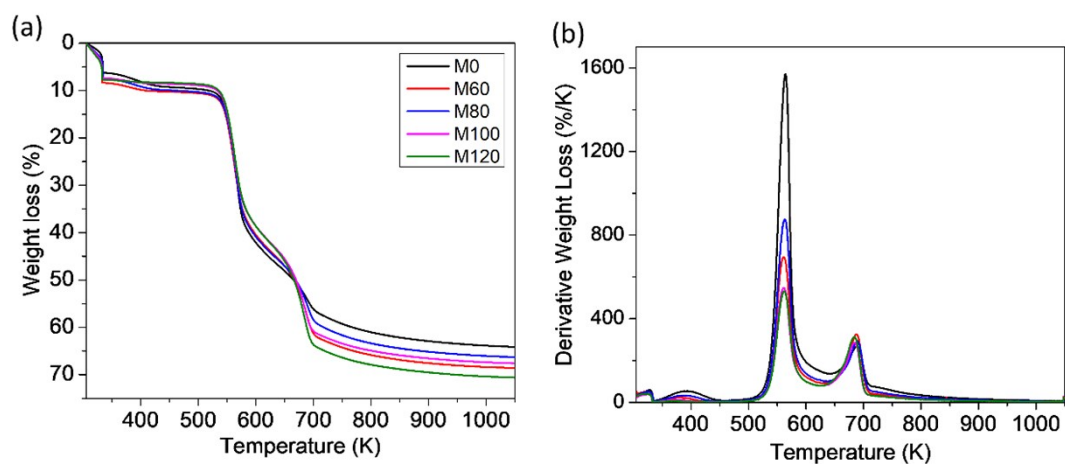 (a)
0
10
20
30
40
50
60
70
Weight loss (%)
400 500 600 700 800 900 1000
Temperature (K)
M0
M60
M80
M100
M120
(b)
1600
1200
800
400
0
Derivative Weight Loss (%/K)
400 500 600 700 800 900 1000
Temperature (K)